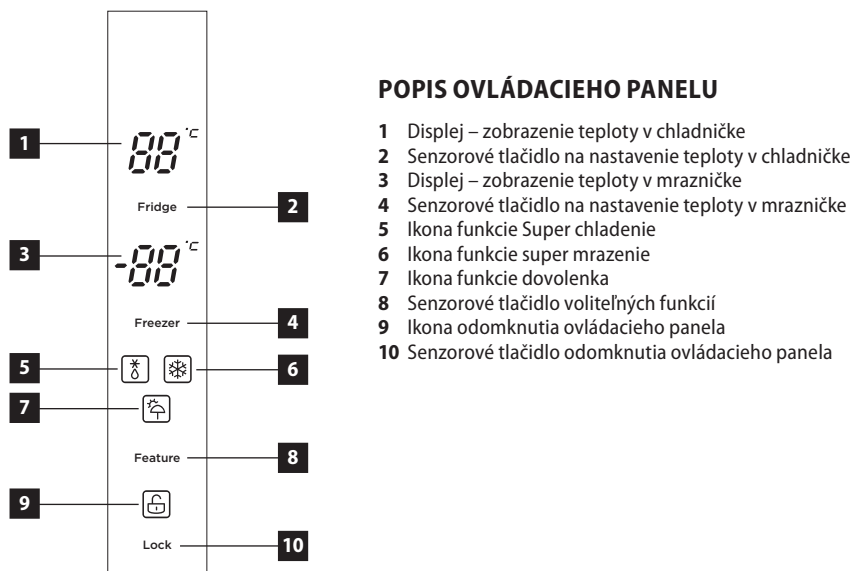 88°C
1
Fridge
2
-88°C
3
Freezer
4
5
6
7
Feature
8
9
Lock
10
POPIS OVLÁDACIEHO PANELU
1 Displej – zobrazenie teploty v chladničke
2 Senzorové tlačidlo na nastavenie teploty v chladničke
3 Displej – zobrazenie teploty v mrazničke
4 Senzorové tlačidlo na nastavenie teploty v mrazničke
5 Ikona funkcie Super chladenie
6 Ikona funkcie super mrazenie
7 Ikona funkcie dovolenka
8 Senzorové tlačidlo voliteľných funkcií
9 Ikona odomknutia ovládacieho panela
10 Senzorové tlačidlo odomknutia ovládacieho panela